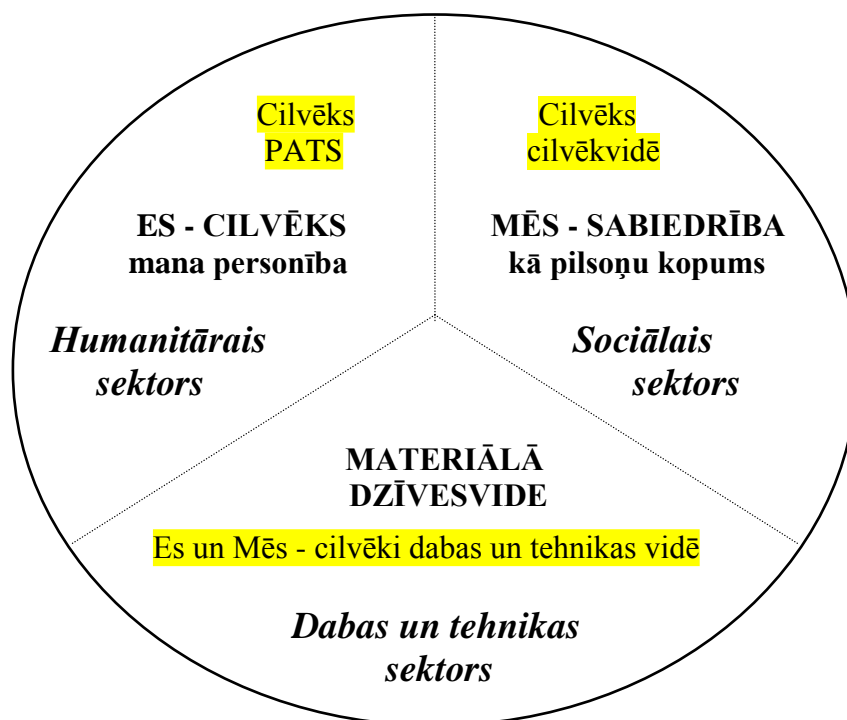 Cilvēks
PATS
ES - CILVĒKS
mana personība
Humanitārais
sektors
Cilvēks
cilvēkvidē
MĒS - SABIEDRĪBA
kā pilsoņu kopums
Sociālais
sektors
MATERIĀLĀ
DZĪVESVIDE
Es un Mēs - cilvēki dabas un tehnikas vidē
Dabas un tehnikas
sektors